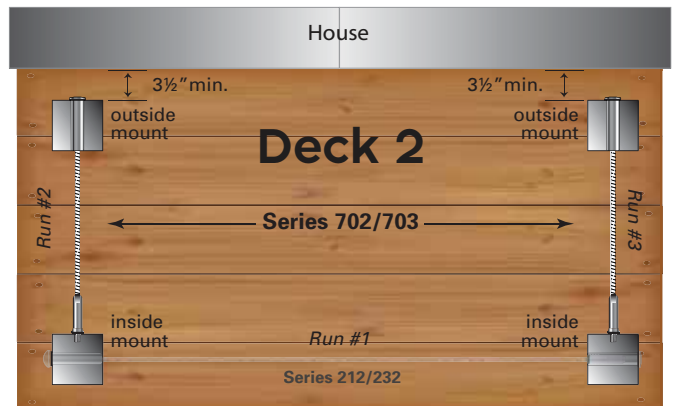 House
3½" min.
3½" min.
outside
mount
outside
mount
Deck 2
Run #2
Series 702/703
Run #3
inside
mount
Run #1
inside
mount
Series 212/232